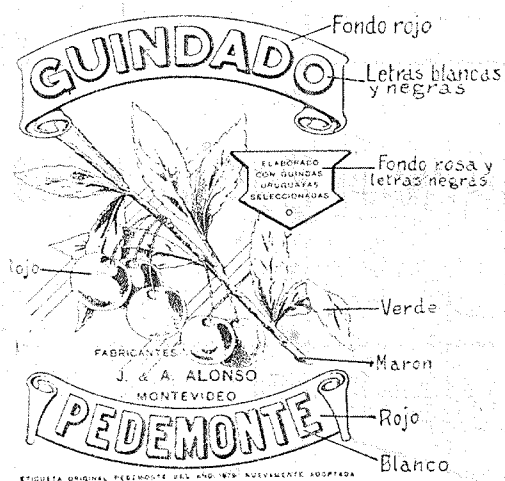 Fondo rojo
GUINDADO
Letras blancas
y negras
ELABORADO
CON GUINDAS
URUGUAYAS
SELECCIONADAS
Fondo rosa y
letras negras
Rojo
Verde
FABRICANTES
Maron
J. & A. ALONSO
MONTEVIDEO
PEDEMONTE
Rojo
Blanco
ETIQUETA ORIGINAL PEDEMONTE DEL AÑO 1879 NUEVAMENTE ADOPTADA